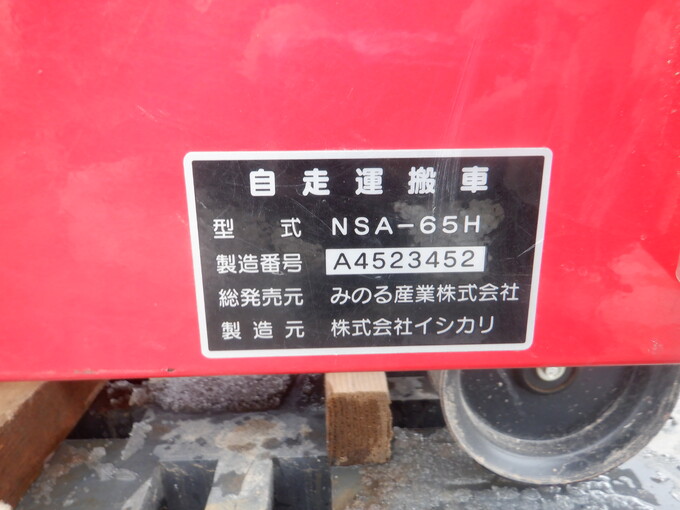 自走運搬車
型式 NSA-65H
製造番号 A4523452
総発売元 みのる産業株式会社
製造元 株式会社イシカリ